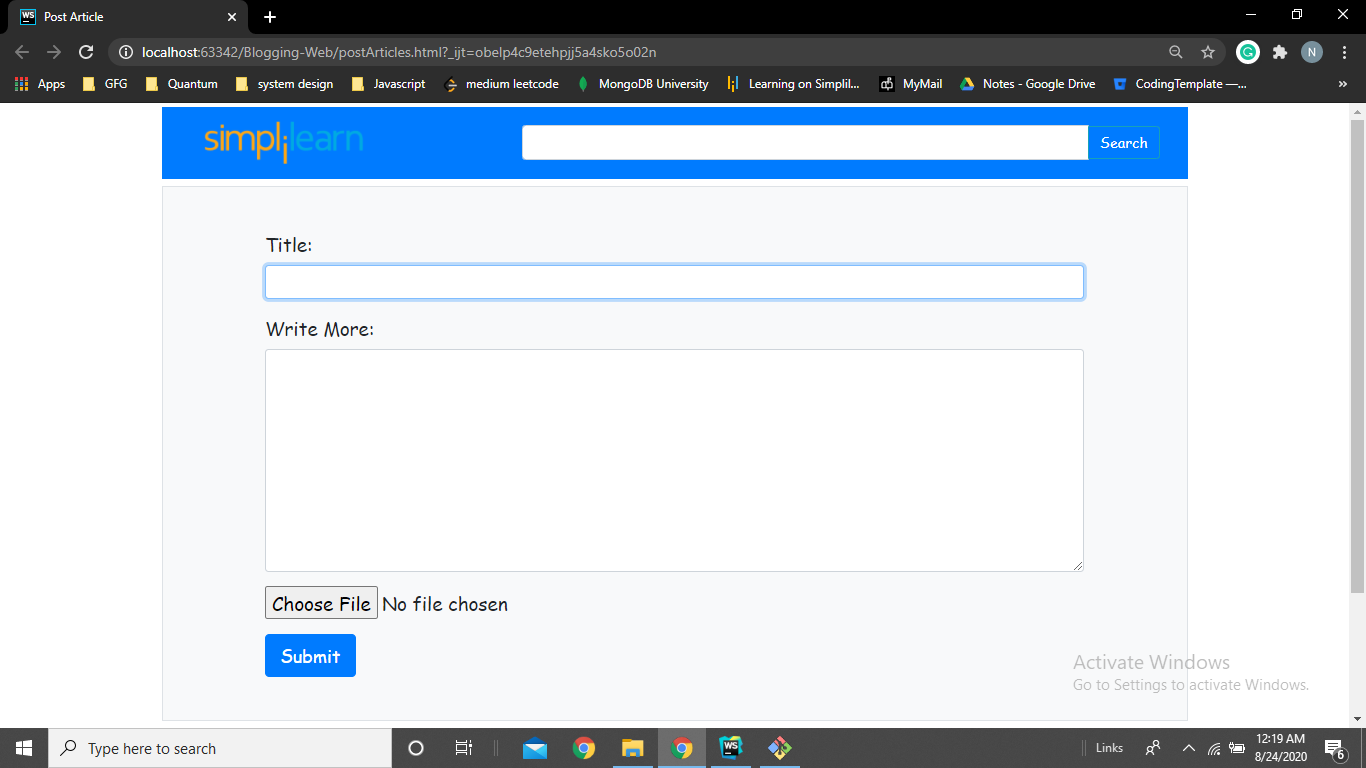 WS Post Article
localhost:63342/Blogging-Web/postArticles.html?_ijt=obelp4c9etehpjj5a4sko5o02n G N
Apps GFG Quantum system design Javascript medium leetcode MongoDB University Learning on Simplil... MyMail Notes - Google Drive CodingTemplate —... »
simplilearn Search
Title:
Write More:
Choose File No file chosen
Submit
Activate Windows
Go to Settings to activate Windows.
Type here to search WS Links 12:19 AM
8/24/2020 6